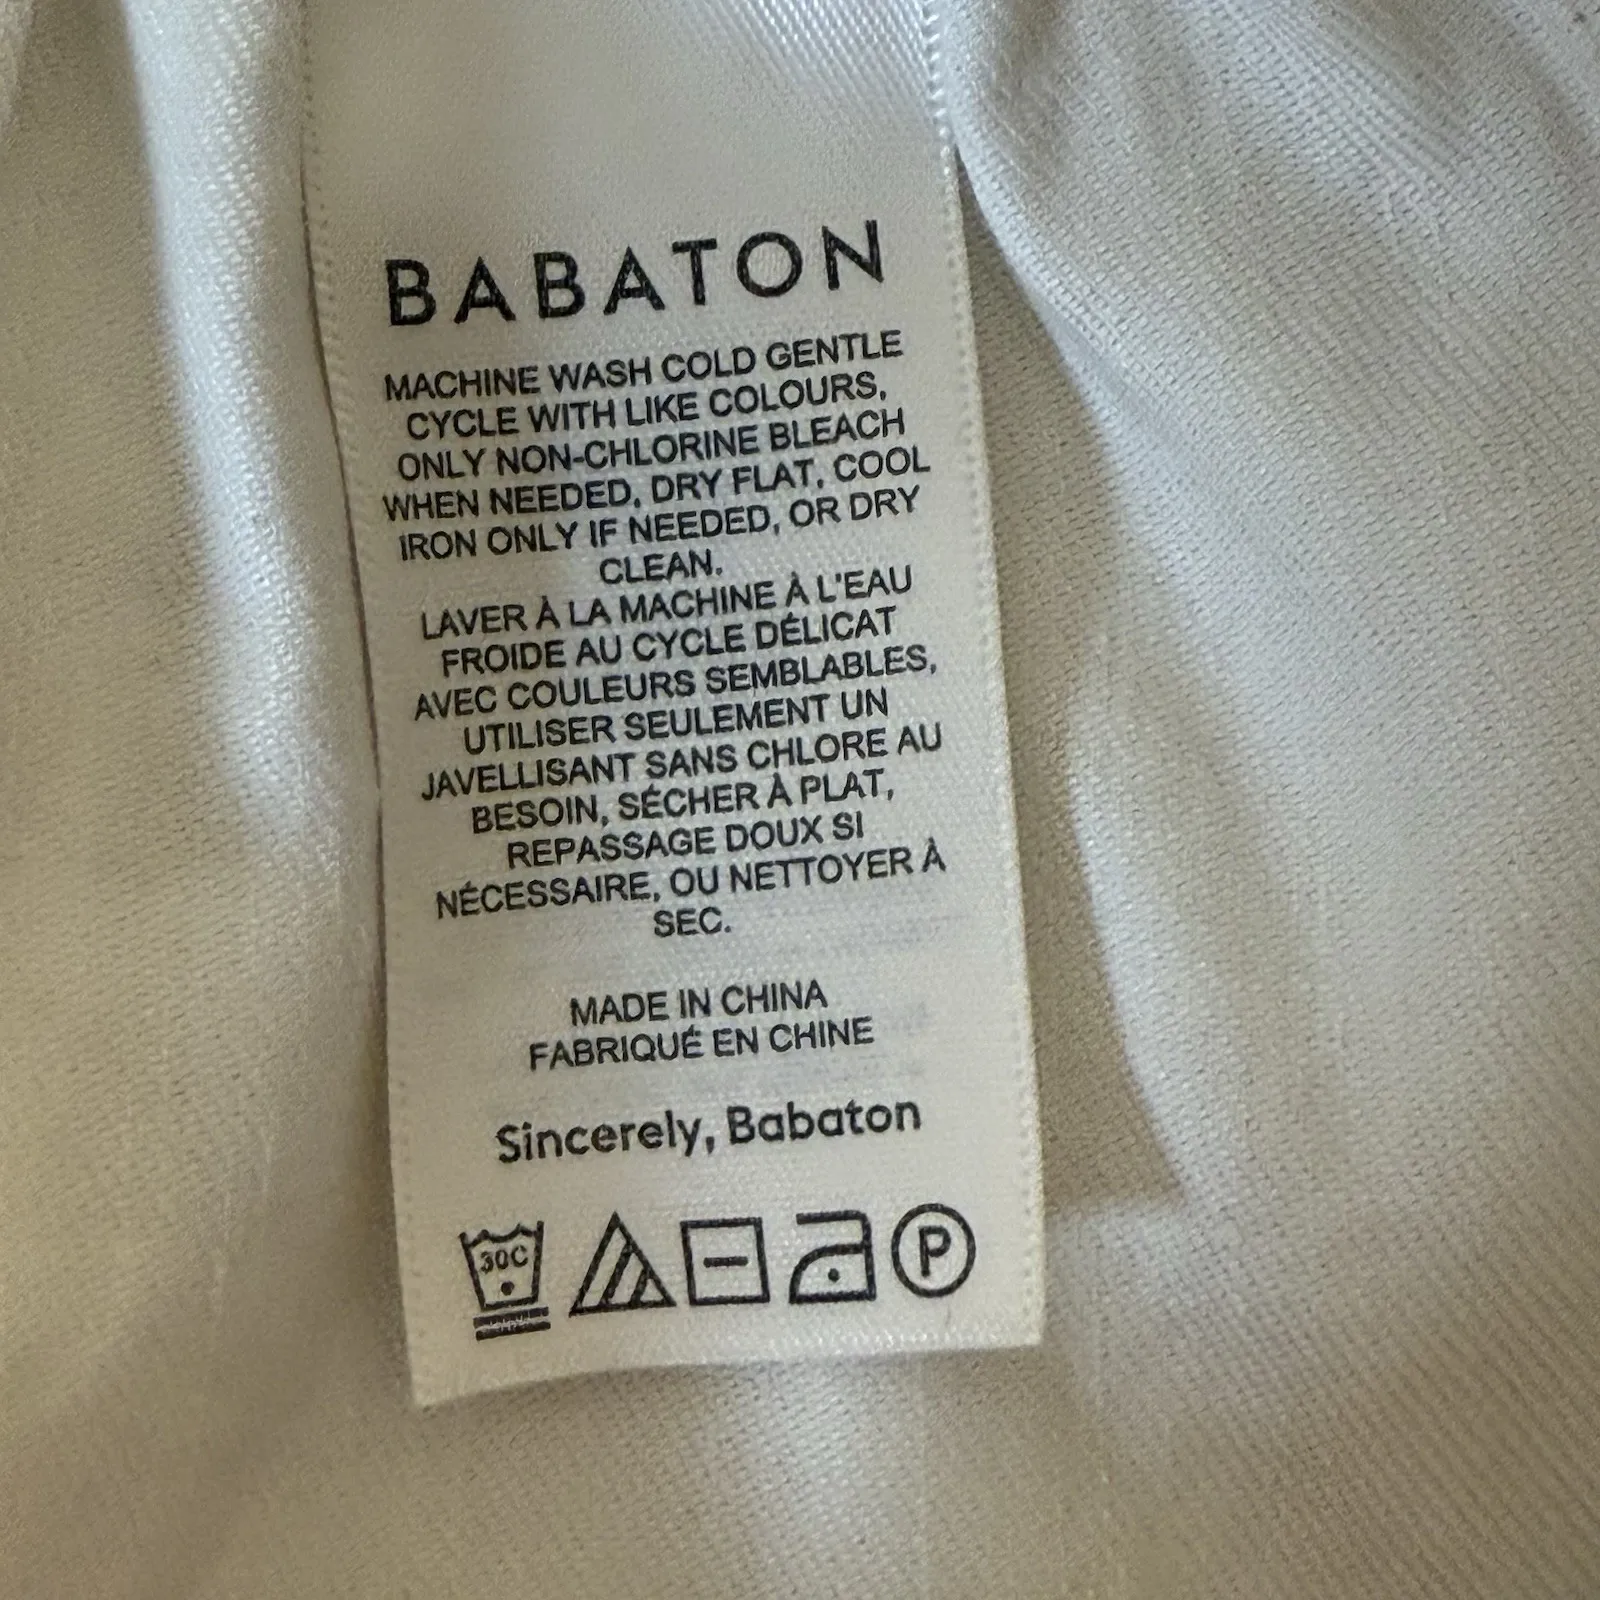 BABATON
MACHINE WASH COLD GENTLE
CYCLE WITH LIKE COLOURS,
ONLY NON-CHLORINE BLEACH
WHEN NEEDED, DRY FLAT, COOL
IRON ONLY IF NEEDED, OR DRY
CLEAN.
LAVER À LA MACHINE À L'EAU
FROIDE AU CYCLE DÉLICAT
AVEC COULEURS SEMBLABLES,
UTILISER SEULEMENT UN
JAVELLISANT SANS CHLORE AU
BESOIN, SÉCHER À PLAT,
REPASSAGE DOUX SI
NÉCESSAIRE, OU NETTOYER À
SEC.
MADE IN CHINA
FABRIQUÉ EN CHINE
Sincerely, Babaton
30C P